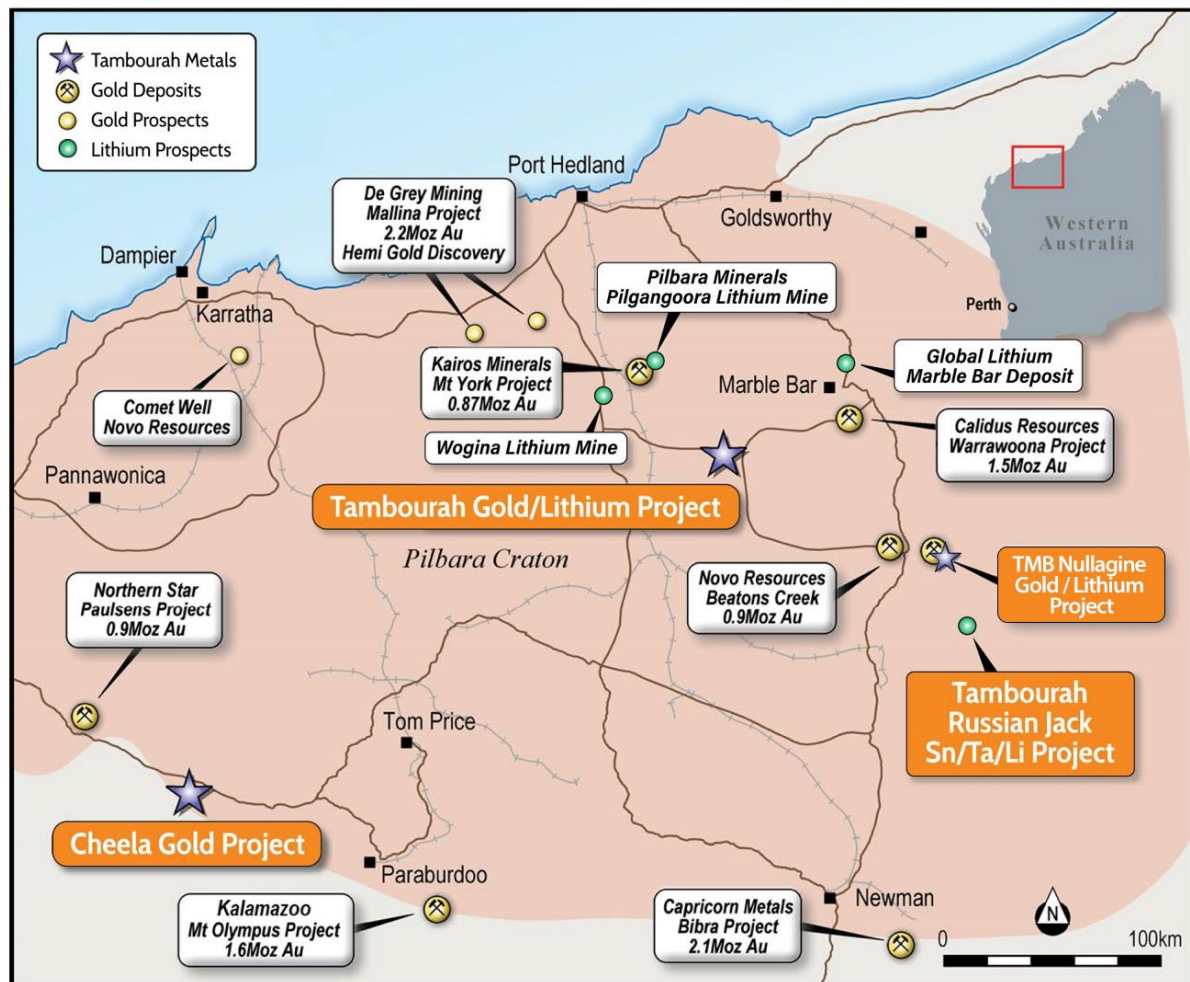 Tambourah Metals
Gold Deposits
Gold Prospects
Lithium Prospects
Port Hedland
De Grey Mining
Mallina Project
2.2Moz Au
Hemi Gold Discovery
Goldsworthy
Western
Australia
Perth
Dampier
Karratha
Pilbara Minerals
Pilgangoora Lithium Mine
Kairos Minerals
Mt York Project
0.87Moz Au
Marble Bar
Global Lithium
Marble Bar Deposit
Comet Well
Novo Resources
Wogina Lithium Mine
Calidus Resources
Warrawoona Project
1.5Moz Au
Pannawonica
Tambourah Gold/Lithium Project
Pilbara Craton
Novo Resources
Beatons Creek
0.9Moz Au
TMB Nullagine
Gold / Lithium
Project
Northern Star
Paulsens Project
0.9Moz Au
Tambourah
Russian Jack
Sn/Ta/Li Project
Tom Price
Cheela Gold Project
Paraburdoo
Kalamazoo
Mt Olympus Project
1.6Moz Au
Capricorn Metals
Bibra Project
2.1Moz Au
Newman
N
0 100km